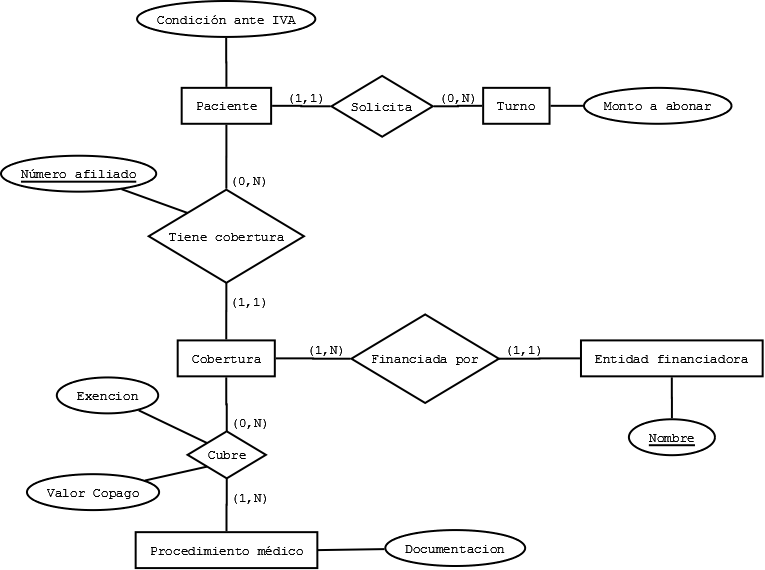 Condición ante IVA
Paciente
(1,1)
Solicita
(0,N)
Turno
Monto a abonar
Número afiliado
(0,N)
Tiene cobertura
(1,1)
Cobertura
(1,N)
Financiada por
(1,1)
Entidad financiadora
Exencion
(0,N)
Nombre
Cubre
Valor Copago
(1,N)
Procedimiento médico
Documentacion